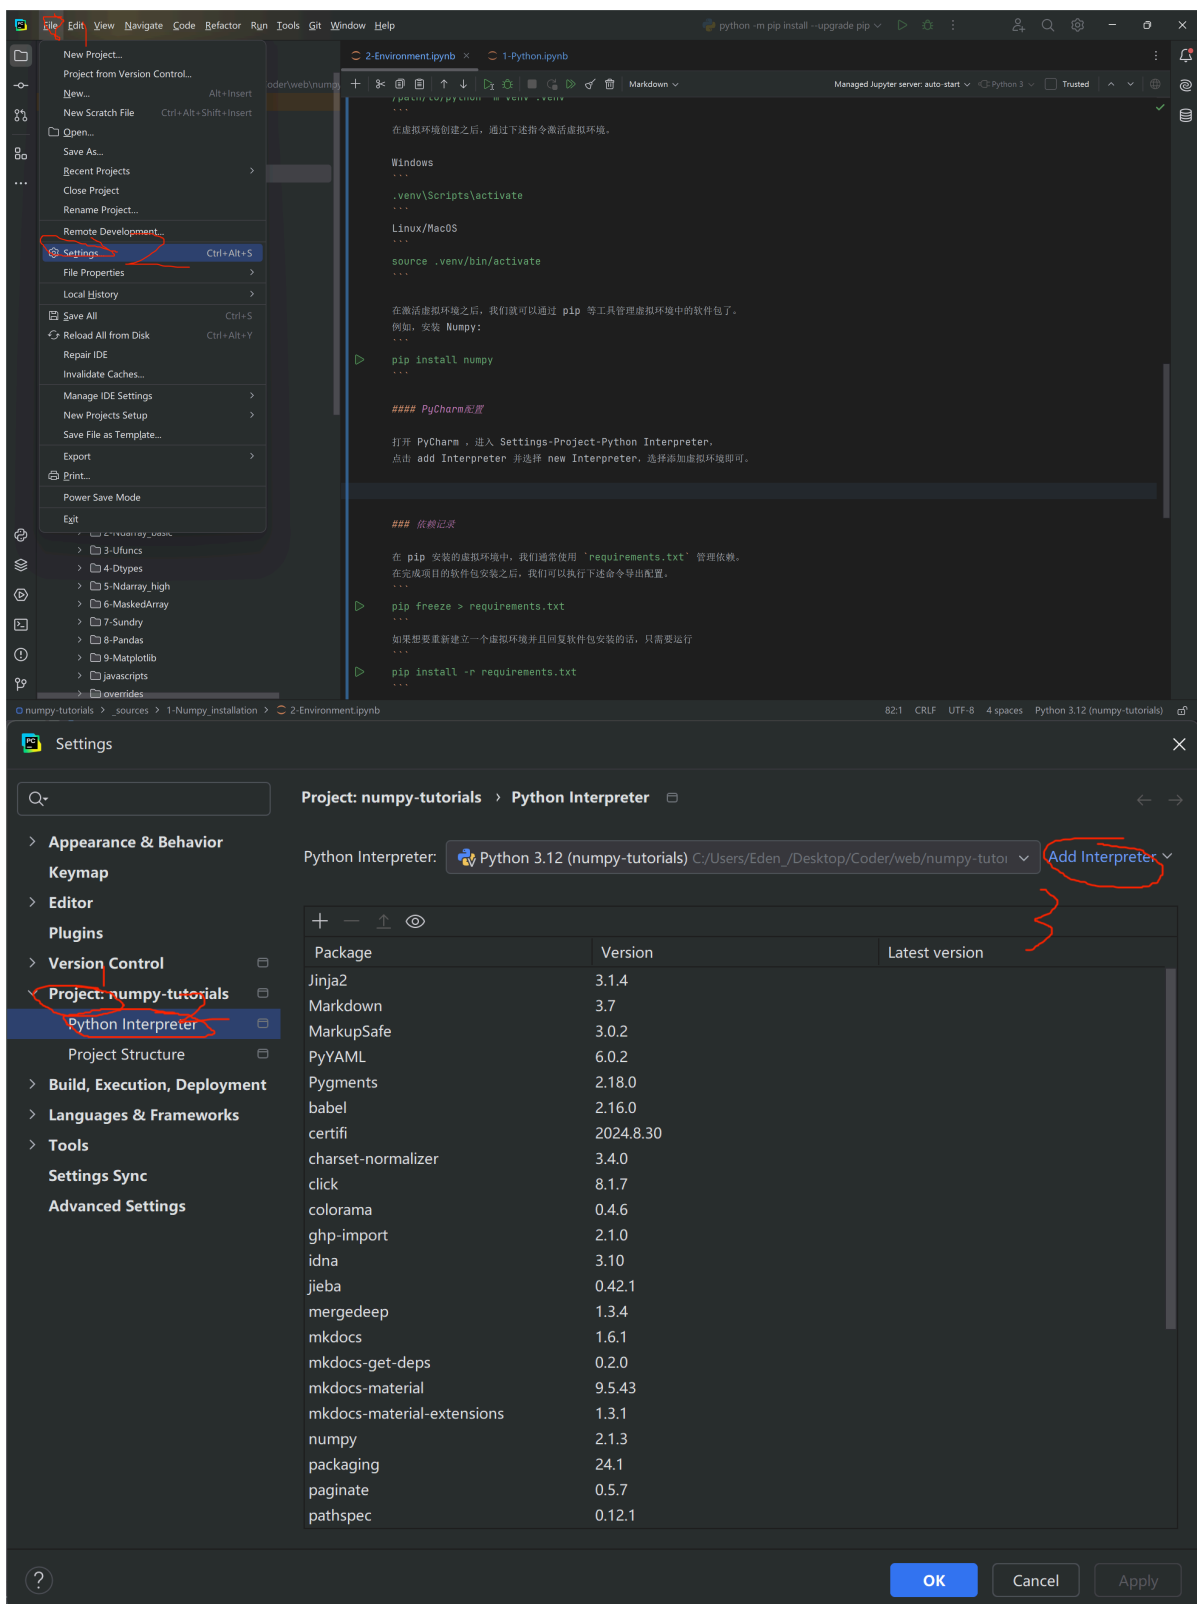 File Edit View Navigate Code Refactor Run Tools Git Window Help
python -m pip install --upgrade pip
New Project...
Project from Version Control...
New... Alt+Insert
New Scratch File Ctrl+Alt+Shift+Insert
Open...
Save As...
Recent Projects
Close Project
Rename Project...
Remote Development...
Settings... Ctrl+Alt+S
File Properties
Local History
Save All Ctrl+S
Reload All from Disk Ctrl+Alt+Y
Repair IDE
Invalidate Caches...
Manage IDE Settings
New Projects Setup
Save File as Template...
Export
Print...
Power Save Mode
Exit
oder\web\numpy
2-Ndarray_basic
3-Ufuncs
4-Dtypes
5-Ndarray_high
6-MaskedArray
7-Sundry
8-Pandas
9-Matplotlib
javascripts
overrides
2-Environment.ipynb 1-Python.ipynb
Markdown Managed Jupyter server: auto-start Python 3 Trusted
/path/to/python -m venv .venv
```
在虚拟环境创建之后，通过下述指令激活虚拟环境。
Windows
```
.venv\Scripts\activate
```
Linux/MacOS
```
source .venv/bin/activate
```
在激活虚拟环境之后，我们就可以通过 pip 等工具管理虚拟环境中的软件包了。
例如，安装 Numpy:
```
pip install numpy
```
#### PyCharm配置
打开 PyCharm ，进入 Settings-Project-Python Interpreter，
点击 add Interpreter 并选择 new Interpreter，选择添加虚拟环境即可。
### 依赖记录
在 pip 安装的虚拟环境中，我们通常使用 `requirements.txt` 管理依赖。
在完成项目的软件包安装之后，我们可以执行下述命令导出配置。
```
pip freeze > requirements.txt
```
如果想要重新建立一个虚拟环境并且回复软件包安装的话，只需要运行
```
pip install -r requirements.txt
```
numpy-tutorials > _sources > 1-Numpy_installation > 2-Environment.ipynb
82:1 CRLF UTF-8 4 spaces Python 3.12 (numpy-tutorials)
Settings
Appearance & Behavior
Keymap
Editor
Plugins
Version Control
Project: numpy-tutorials
Python Interpreter
Project Structure
Build, Execution, Deployment
Languages & Frameworks
Tools
Settings Sync
Advanced Settings
Project: numpy-tutorials › Python Interpreter
Python Interpreter: Python 3.12 (numpy-tutorials) C:/Users/Eden_/Desktop/Coder/web/numpy-tutor Add Interpreter
1
2
3
Package Version Latest version
Jinja2 3.1.4
Markdown 3.7
MarkupSafe 3.0.2
PyYAML 6.0.2
Pygments 2.18.0
babel 2.16.0
certifi 2024.8.30
charset-normalizer 3.4.0
click 8.1.7
colorama 0.4.6
ghp-import 2.1.0
idna 3.10
jieba 0.42.1
mergedeep 1.3.4
mkdocs 1.6.1
mkdocs-get-deps 0.2.0
mkdocs-material 9.5.43
mkdocs-material-extensions 1.3.1
numpy 2.1.3
packaging 24.1
paginate 0.5.7
pathspec 0.12.1
? OK Cancel Apply